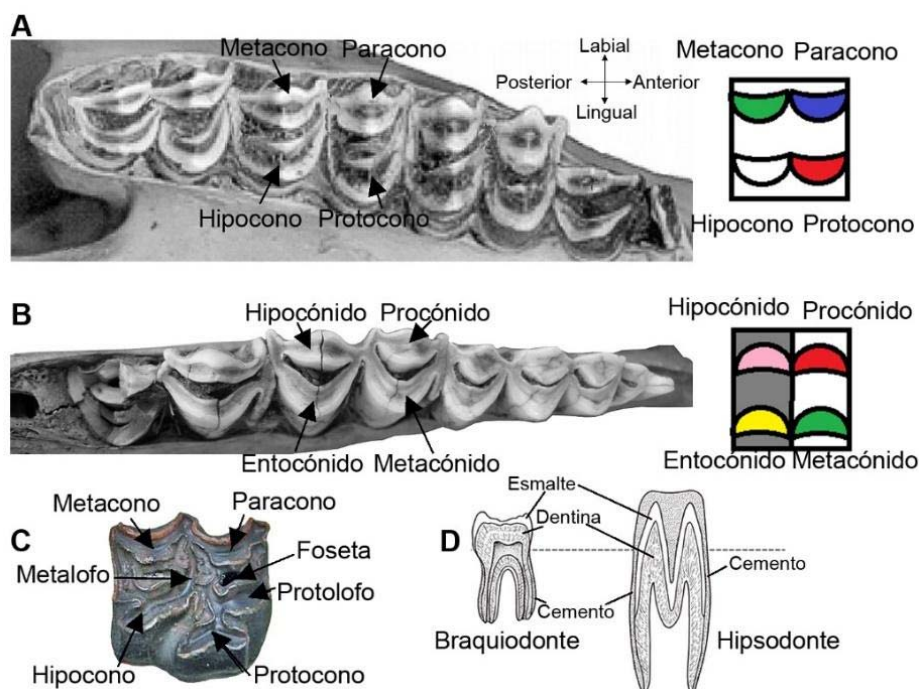 A
Metacono Paracono
Labial
Posterior Anterior
Lingual
Hipocono Protocono
Metacono Paracono
Hipocono Protocono
B
Hipocónido Procónido
Entocónido Metacónido
Hipocónido Procónido
Entocónido Metacónido
C
Metacono Paracono
Foseta
Metalofo
Protolofo
Hipocono Protocono
D
Esmalte
Dentina
Cemento
Cemento
Braquiodonte Hipsodonte